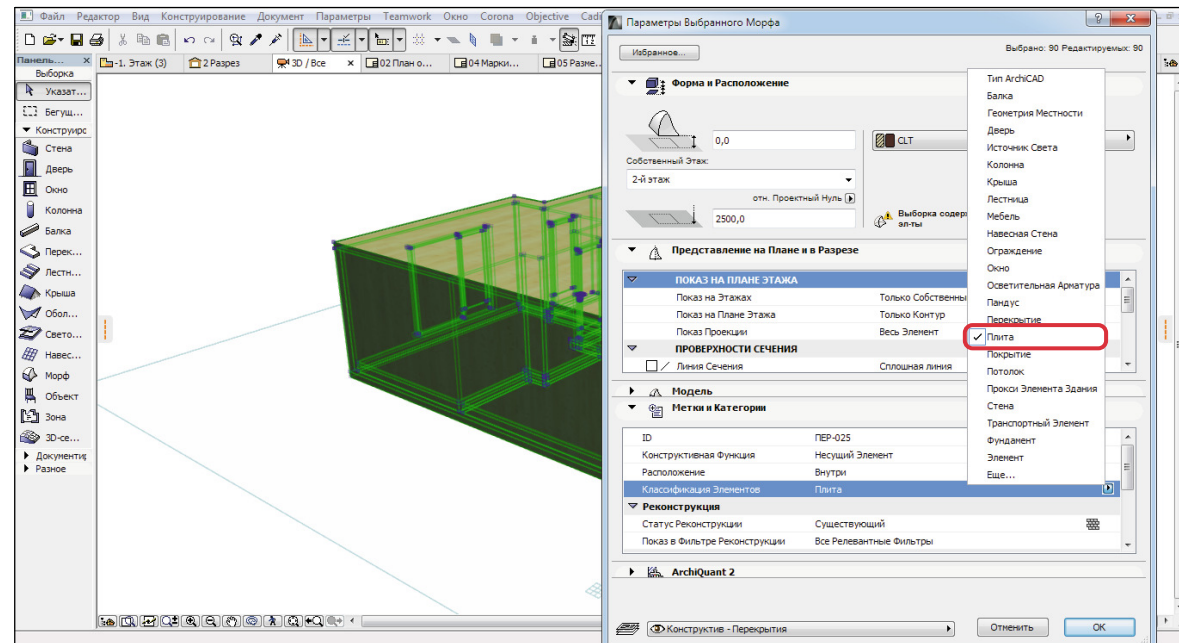 Файл Редактор Вид Конструирование Документ Параметры Teamwork Окно Corona Objective Cadi
Панель... ×
-1. Этаж (3)
2 Разрез
3D / Все ×
02 План о...
04 Марки...
05 Разме..
Выборка
Указат...
Бегущ...
Конструирс
Стена
Дверь
Окно
Колонна
Балка
Перек...
Лестн...
Крыша
Обол...
Свето...
Навес...
Морф
Объект
Зона
3D-се...
Документир
Разное
Параметры Выбранного Морфа
Избранное...
Выбрано: 90 Редактируемых: 90
Форма и Расположение
0,0
CLT
Собственный Этаж:
2-й этаж
отн. Проектный Нуль
2500,0
Выборка содер
эл-ты
Представление на Плане и в Разрезе
ПОКАЗ НА ПЛАНЕ ЭТАЖА
Показ на Этажах Только Собственны
Показ на Плане Этажа Только Контур
Показ Проекции Весь Элемент
ПРОВЕРХНОСТИ СЕЧЕНИЯ
Линия Сечения Сплошная линия
Модель
Метки и Категории
ID ПЕР-025
Конструктивная Функция Несущий Элемент
Расположение Внутри
Классификация Элементов Плита
Реконструкция
Статус Реконструкции Существующий
Показ в Фильтре Реконструкции Все Релевантные Фильтры
ArchiQuant 2
Конструктив - Перекрытия
Отменить
OK
Тип ArchiCAD
Балка
Геометрия Местности
Дверь
Источник Света
Колонна
Крыша
Лестница
Мебель
Навесная Стена
Ограждение
Окно
Осветительная Арматура
Пандус
Перекрытие
Плита
Покрытие
Потолок
Прокси Элемента Здания
Стена
Транспортный Элемент
Фундамент
Элемент
Еще...